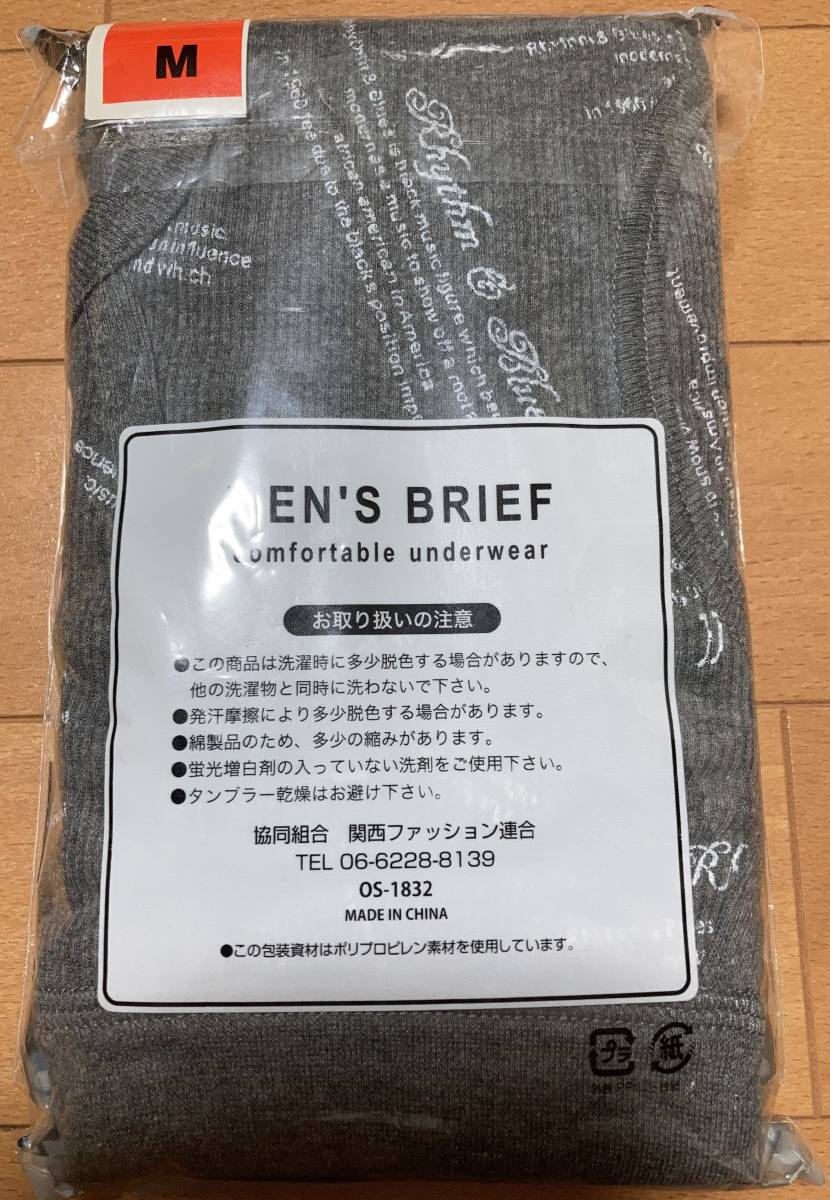 M
Rhythm & Blue
music
influence
African american in America
MEN'S BRIEF
comfortable underwear
お取り扱いの注意
●この商品は洗濯時に多少脱色する場合がありますので、
他の洗濯物と同時に洗わないで下さい。
●発汗摩擦により多少脱色する場合があります。
●綿製品のため、多少の縮みがあります。
●蛍光増白剤の入っていない洗剤をご使用下さい。
●タンブラー乾燥はお避け下さい。
協同組合 関西ファッション連合
TEL 06-6228-8139
OS-1832
MADE IN CHINA
●この包装資材はポリプロピレン素材を使用しています。
プラ
紙